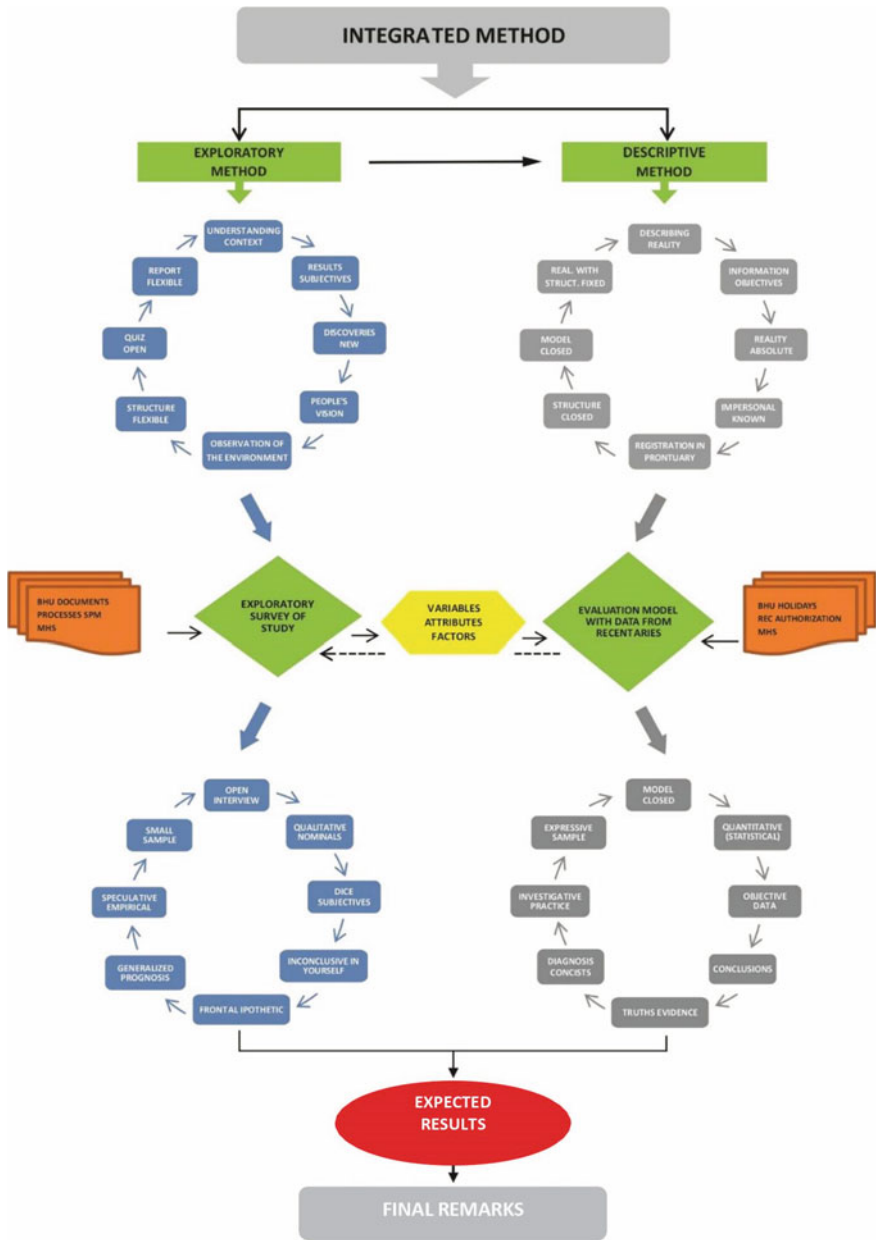 INTEGRATED METHOD
EXPLORATORY
METHOD
DESCRIPTIVE
METHOD
UNDERSTANDING
CONTEXT
RESULTS
SUBJECTIVES
DISCOVERIES
NEW
PEOPLE'S
VISION
OBSERVATION OF
THE ENVIRONMENT
STRUCTURE
FLEXIBLE
QUIZ
OPEN
REPORT
FLEXIBLE
DESCRIBING
REALITY
INFORMATION
OBJECTIVES
REALITY
ABSOLUTE
IMPERSONAL
KNOWN
REGISTRATION IN
PRONTUARY
STRUCTURE
CLOSED
MODEL
CLOSED
REAL. WITH
STRUCT. FIXED
BHU DOCUMENTS
PROCESSES SPM
MHS
EXPLORATORY
SURVEY OF
STUDY
VARIABLES
ATTRIBUTES
FACTORS
EVALUATION MODEL
WITH DATA FROM
RECENTARIES
BHU HOLIDAYS
REC AUTHORIZATION
MHS
OPEN
INTERVIEW
QUALITATIVE
NOMINALS
DICE
SUBJECTIVES
INCONCLUSIVE IN
YOURSELF
FRONTAL IPOTHETIC
GENERALIZED
PROGNOSIS
SPECULATIVE
EMPIRICAL
SMALL
SAMPLE
MODEL
CLOSED
QUANTITATIVE
(STATISTICAL)
OBJECTIVE
DATA
CONCLUSIONS
TRUTHS EVIDENCE
DIAGNOSIS
CONCISTS
INVESTIGATIVE
PRACTICE
EXPRESSIVE
SAMPLE
EXPECTED
RESULTS
FINAL REMARKS